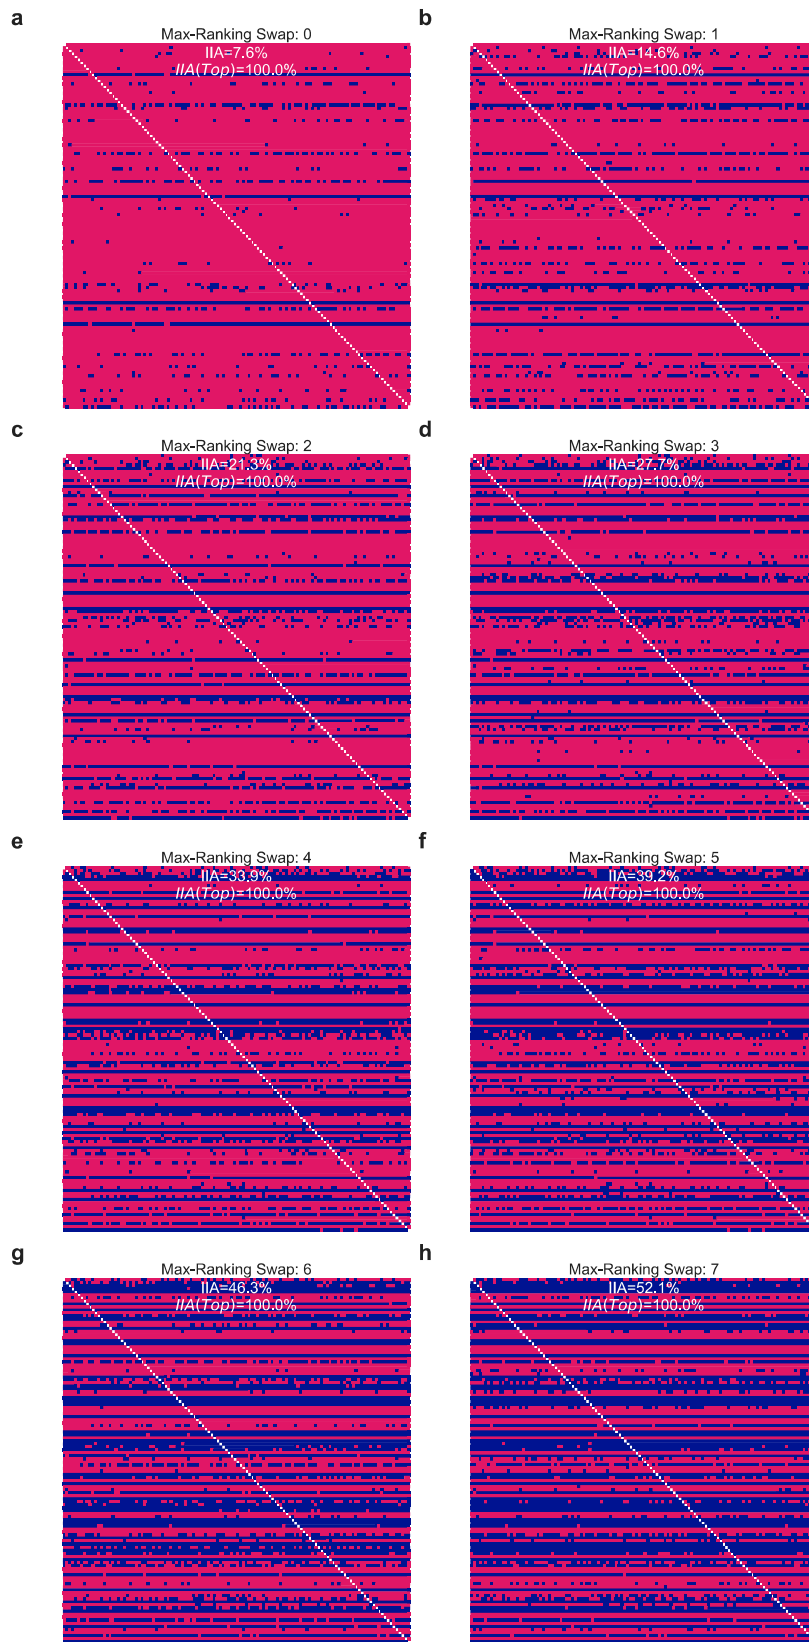 a
Max-Ranking Swap: 0
IIA=7.6%
IIA(Top)=100.0%
b
Max-Ranking Swap: 1
IIA=14.6%
IIA(Top)=100.0%
c
Max-Ranking Swap: 2
IIA=21.3%
IIA(Top)=100.0%
d
Max-Ranking Swap: 3
IIA=27.7%
IIA(Top)=100.0%
e
Max-Ranking Swap: 4
IIA=33.9%
IIA(Top)=100.0%
f
Max-Ranking Swap: 5
IIA=39.2%
IIA(Top)=100.0%
g
Max-Ranking Swap: 6
IIA=46.3%
IIA(Top)=100.0%
h
Max-Ranking Swap: 7
IIA=52.1%
IIA(Top)=100.0%